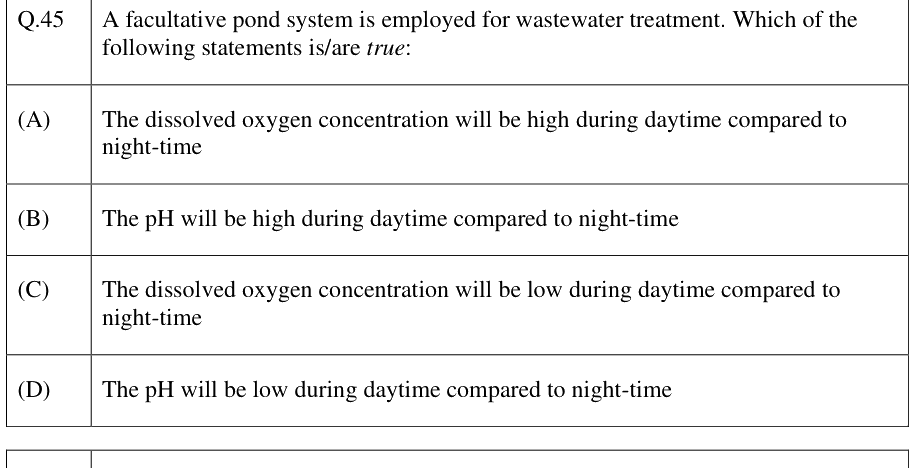 Q.45 A facultative pond system is employed for wastewater treatment. Which of the
following statements is/are true:
(A) The dissolved oxygen concentration will be high during daytime compared to
night-time
(B) The pH will be high during daytime compared to night-time
(C) The dissolved oxygen concentration will be low during daytime compared to
night-time
(D) The pH will be low during daytime compared to night-time